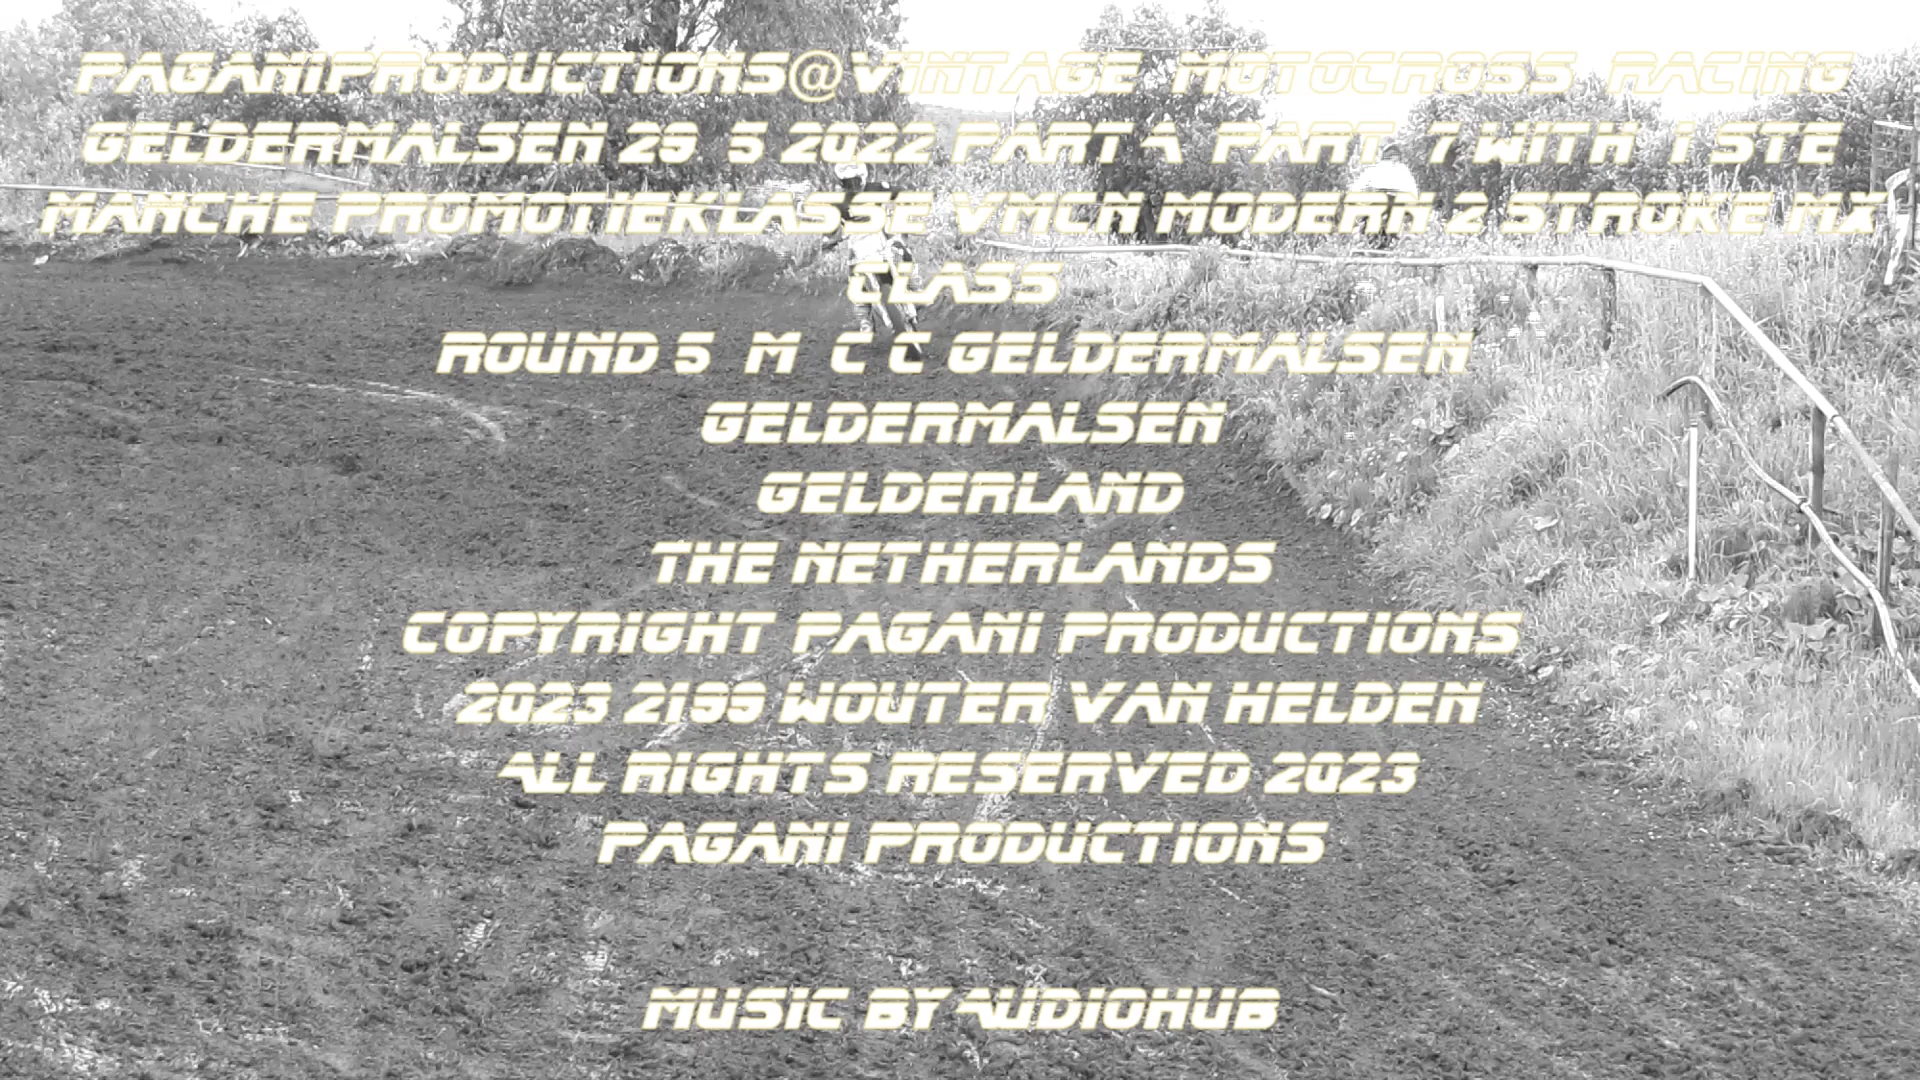 PAGANIPRODUCTIONS@VINTAGE MOTOCROSS RACING
GELDERMALSEN 29 5 2022 PART A PART 7 WITH 1 STE
MANCHE PROMOTIEKLASSE VMCN MODERN 2 STROKE MX
CLASS
ROUND 5 M C C GELDERMALSEN
GELDERMALSEN
GELDERLAND
THE NETHERLANDS
COPYRIGHT PAGANI PRODUCTIONS
2023 2199 WOUTER VAN HELDEN
ALL RIGHTS RESERVED 2023
PAGANI PRODUCTIONS
MUSIC BY AUDIOHUB